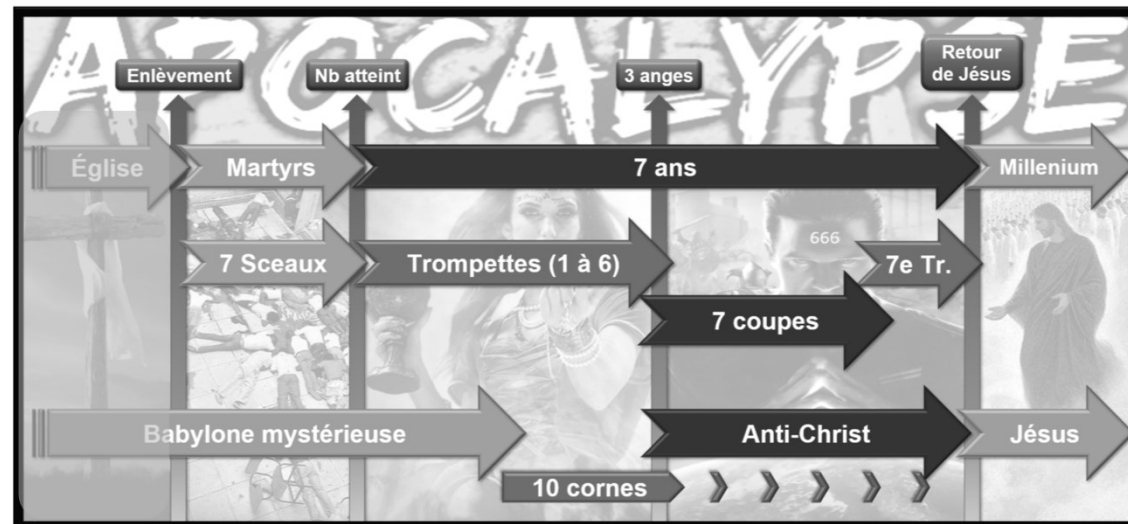 APOCALYPSE
Enlèvement
Nb atteint
3 anges
Retour
de Jésus
Église
Martyrs
7 ans
Millenium
7 Sceaux
Trompettes (1 à 6)
666
7e Tr.
7 coupes
Babylone mystérieuse
Anti-Christ
Jésus
10 cornes